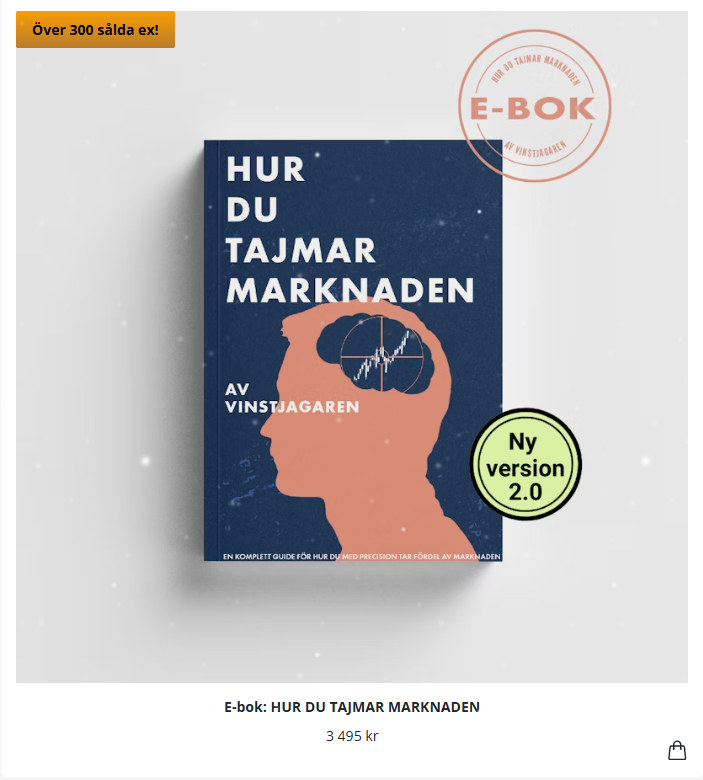 Över 300 sålda ex!
HUR DU TAJMAR MARKNADEN
E-BOK
AV VINSTJAGAREN
HUR
DU
TAJMAR
MARKNADEN
AV
VINSTJAGAREN
Ny
version
2.0
EN KOMPLETT GUIDE FÖR HUR DU MED PRECISION TAR FÖRDEL AV MARKNADEN
E-bok: HUR DU TAJMAR MARKNADEN
3 495 kr